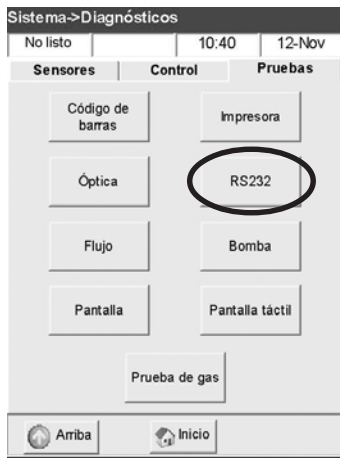 Sistema->Diagnósticos
No listo 10:40 12-Nov
Sensores Control Pruebas
Código de
barras
Impresora
Óptica
RS232
Flujo
Bomba
Pantalla
Pantalla táctil
Prueba de gas
Arriba
Inicio